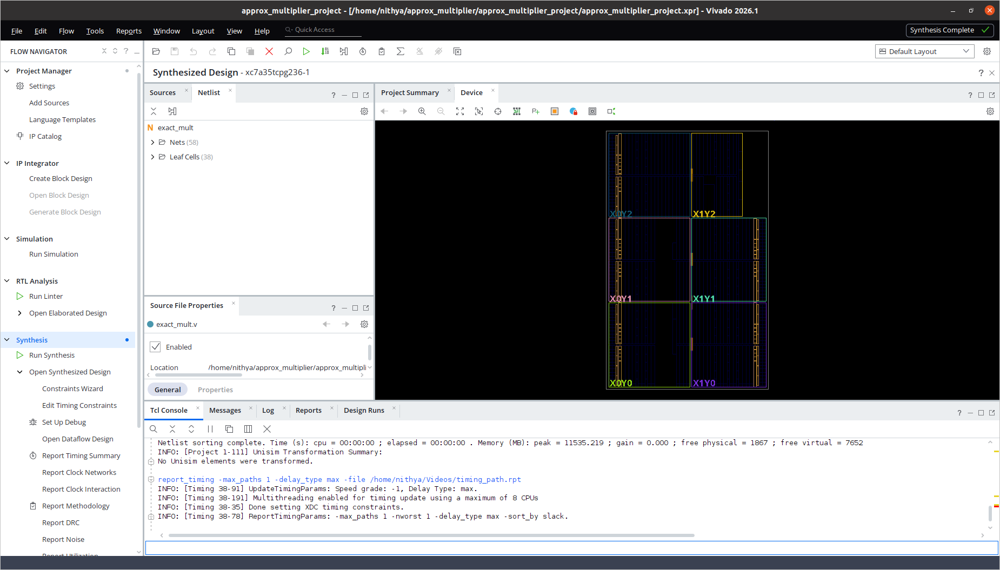 approx_multiplier_project - [/home/nithya/approx_multiplier/approx_multiplier_project/approx_multiplier_project.xpr] - Vivado 2026.1
File Edit Flow Tools Reports Window Layout View Help Quick Access
Synthesis Complete
FLOW NAVIGATOR
Default Layout
Project Manager
Settings
Add Sources
Language Templates
IP Catalog
IP Integrator
Create Block Design
Open Block Design
Generate Block Design
Simulation
Run Simulation
RTL Analysis
Run Linter
Open Elaborated Design
Synthesis
Run Synthesis
Open Synthesized Design
Constraints Wizard
Edit Timing Constraints
Set Up Debug
Open Dataflow Design
Report Timing Summary
Report Clock Networks
Report Clock Interaction
Report Methodology
Report DRC
Report Noise
Report Utilization
Synthesized Design - xc7a35tcpg236-1
Sources Netlist
N exact_mult
Nets (58)
Leaf Cells (38)
Source File Properties
exact_mult.v
Enabled
Location /home/nithya/approx_multiplier/approx_multipli
General Properties
Project Summary Device
X0Y2 X1Y2
X0Y1 X1Y1
X0Y0 X1Y0
Tcl Console Messages Log Reports Design Runs
Netlist sorting complete. Time (s): cpu = 00:00:00 ; elapsed = 00:00:00 . Memory (MB): peak = 11535.219 ; gain = 0.000 ; free physical = 1867 ; free virtual = 7652
INFO: [Project 1-111] Unisim Transformation Summary:
No Unisim elements were transformed.
report_timing -max_paths 1 -delay_type max -file /home/nithya/Videos/timing_path.rpt
INFO: [Timing 38-91] UpdateTimingParams: Speed grade: -1, Delay Type: max.
INFO: [Timing 38-191] Multithreading enabled for timing update using a maximum of 8 CPUs
INFO: [Timing 38-35] Done setting XDC timing constraints.
INFO: [Timing 38-78] ReportTimingParams: -max_paths 1 -nworst 1 -delay_type max -sort_by slack.